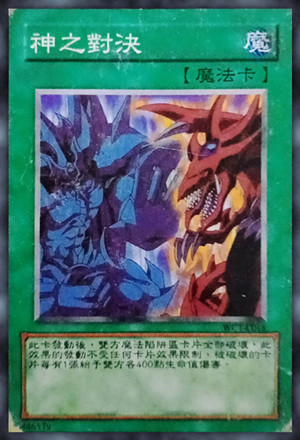 神之對決
魔
【魔法卡】
此卡發動後，雙方魔法陷阱區卡片全部破壞，此
效果的發動不受任何卡片效果限制，被破壞的卡
片每有1張給予雙方各400點生命值傷害。